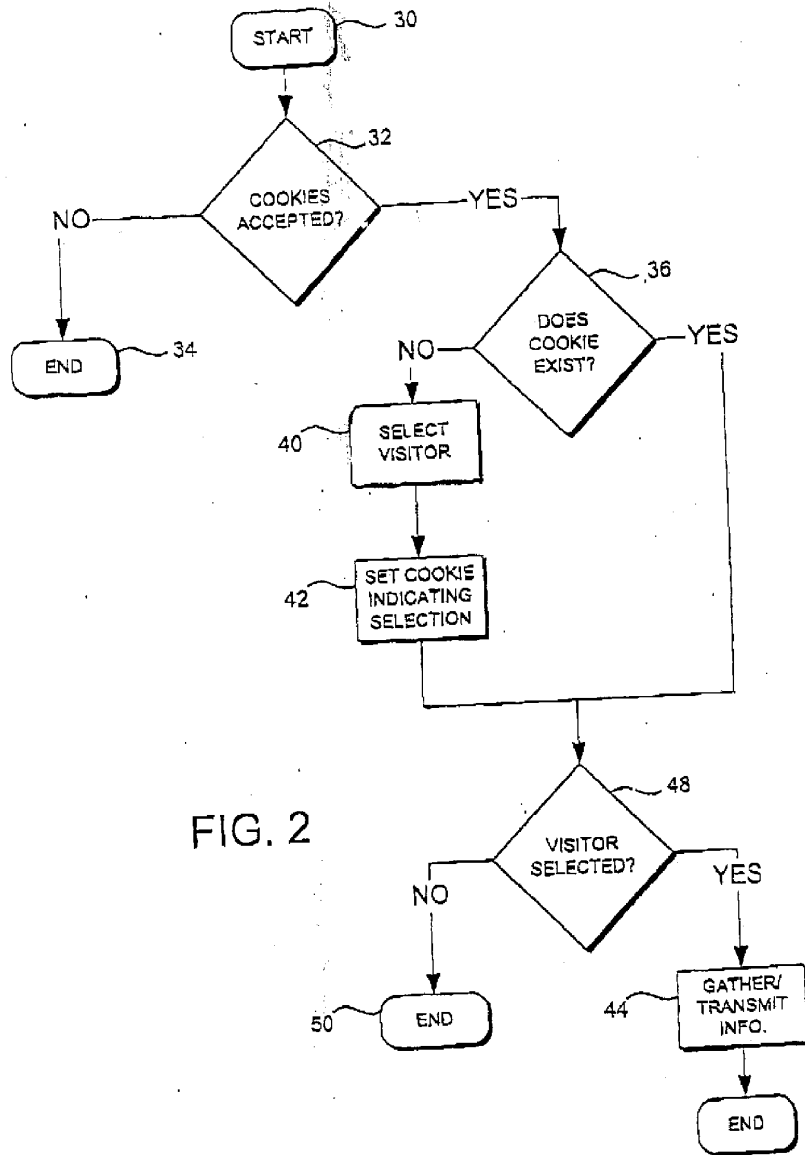 START
30
32
COOKIES
ACCEPTED?
NO
YES
36
DOES
COOKIE
EXIST?
NO
YES
END
34
40
SELECT
VISITOR
42
SET COOKIE
INDICATING
SELECTION
FIG. 2
48
VISITOR
SELECTED?
NO
YES
50
END
44
GATHER/
TRANSMIT
INFO.
END